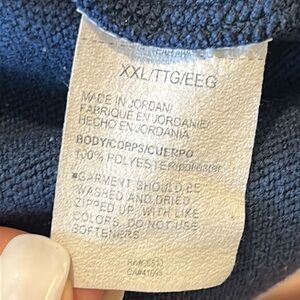 XXL/TTG/EEG
MADE IN JORDAN/
FABRIQUÉ EN JORDANIE/
HECHO EN JORDANIA
BODY/CORPS/CUERPO
100% POLYESTER/poliéster
GARMENT SHOULD BE
WASHED AND DRIED
ZIPPED UP WITH LIKE
COLORS. DO NOT USE
SOFTENERS